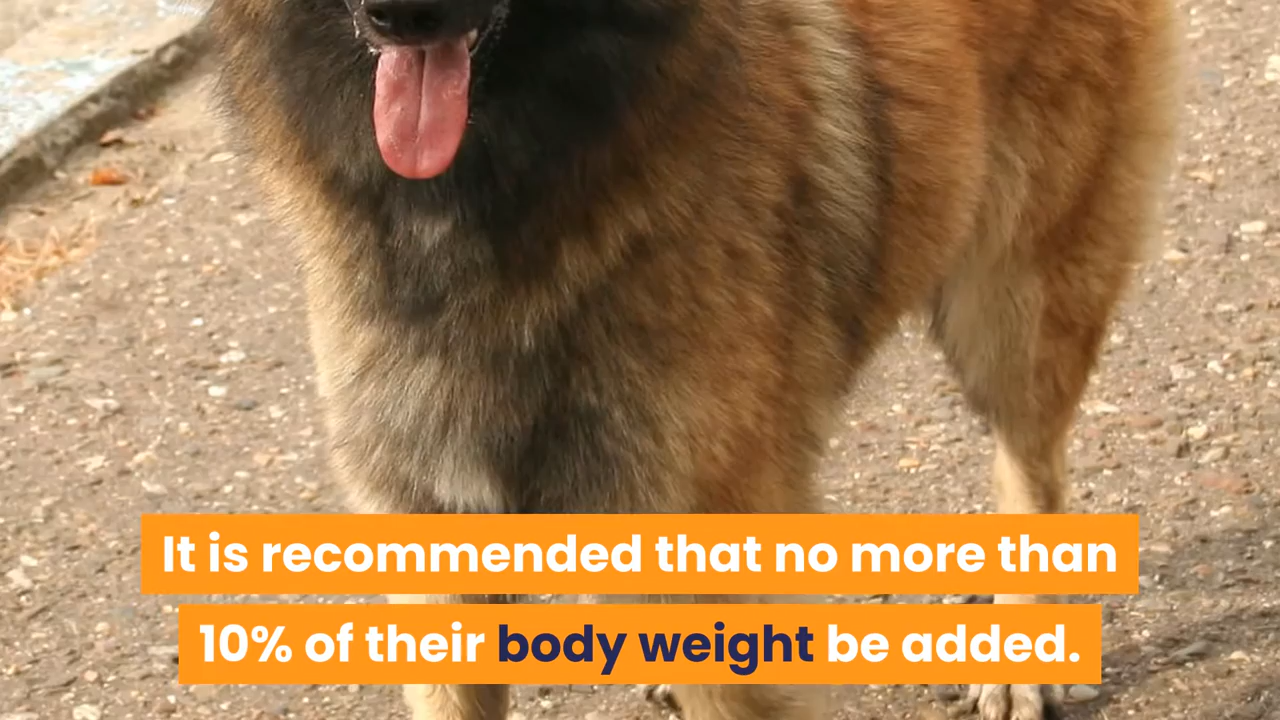 It is recommended that no more than
10% of their body weight be added.